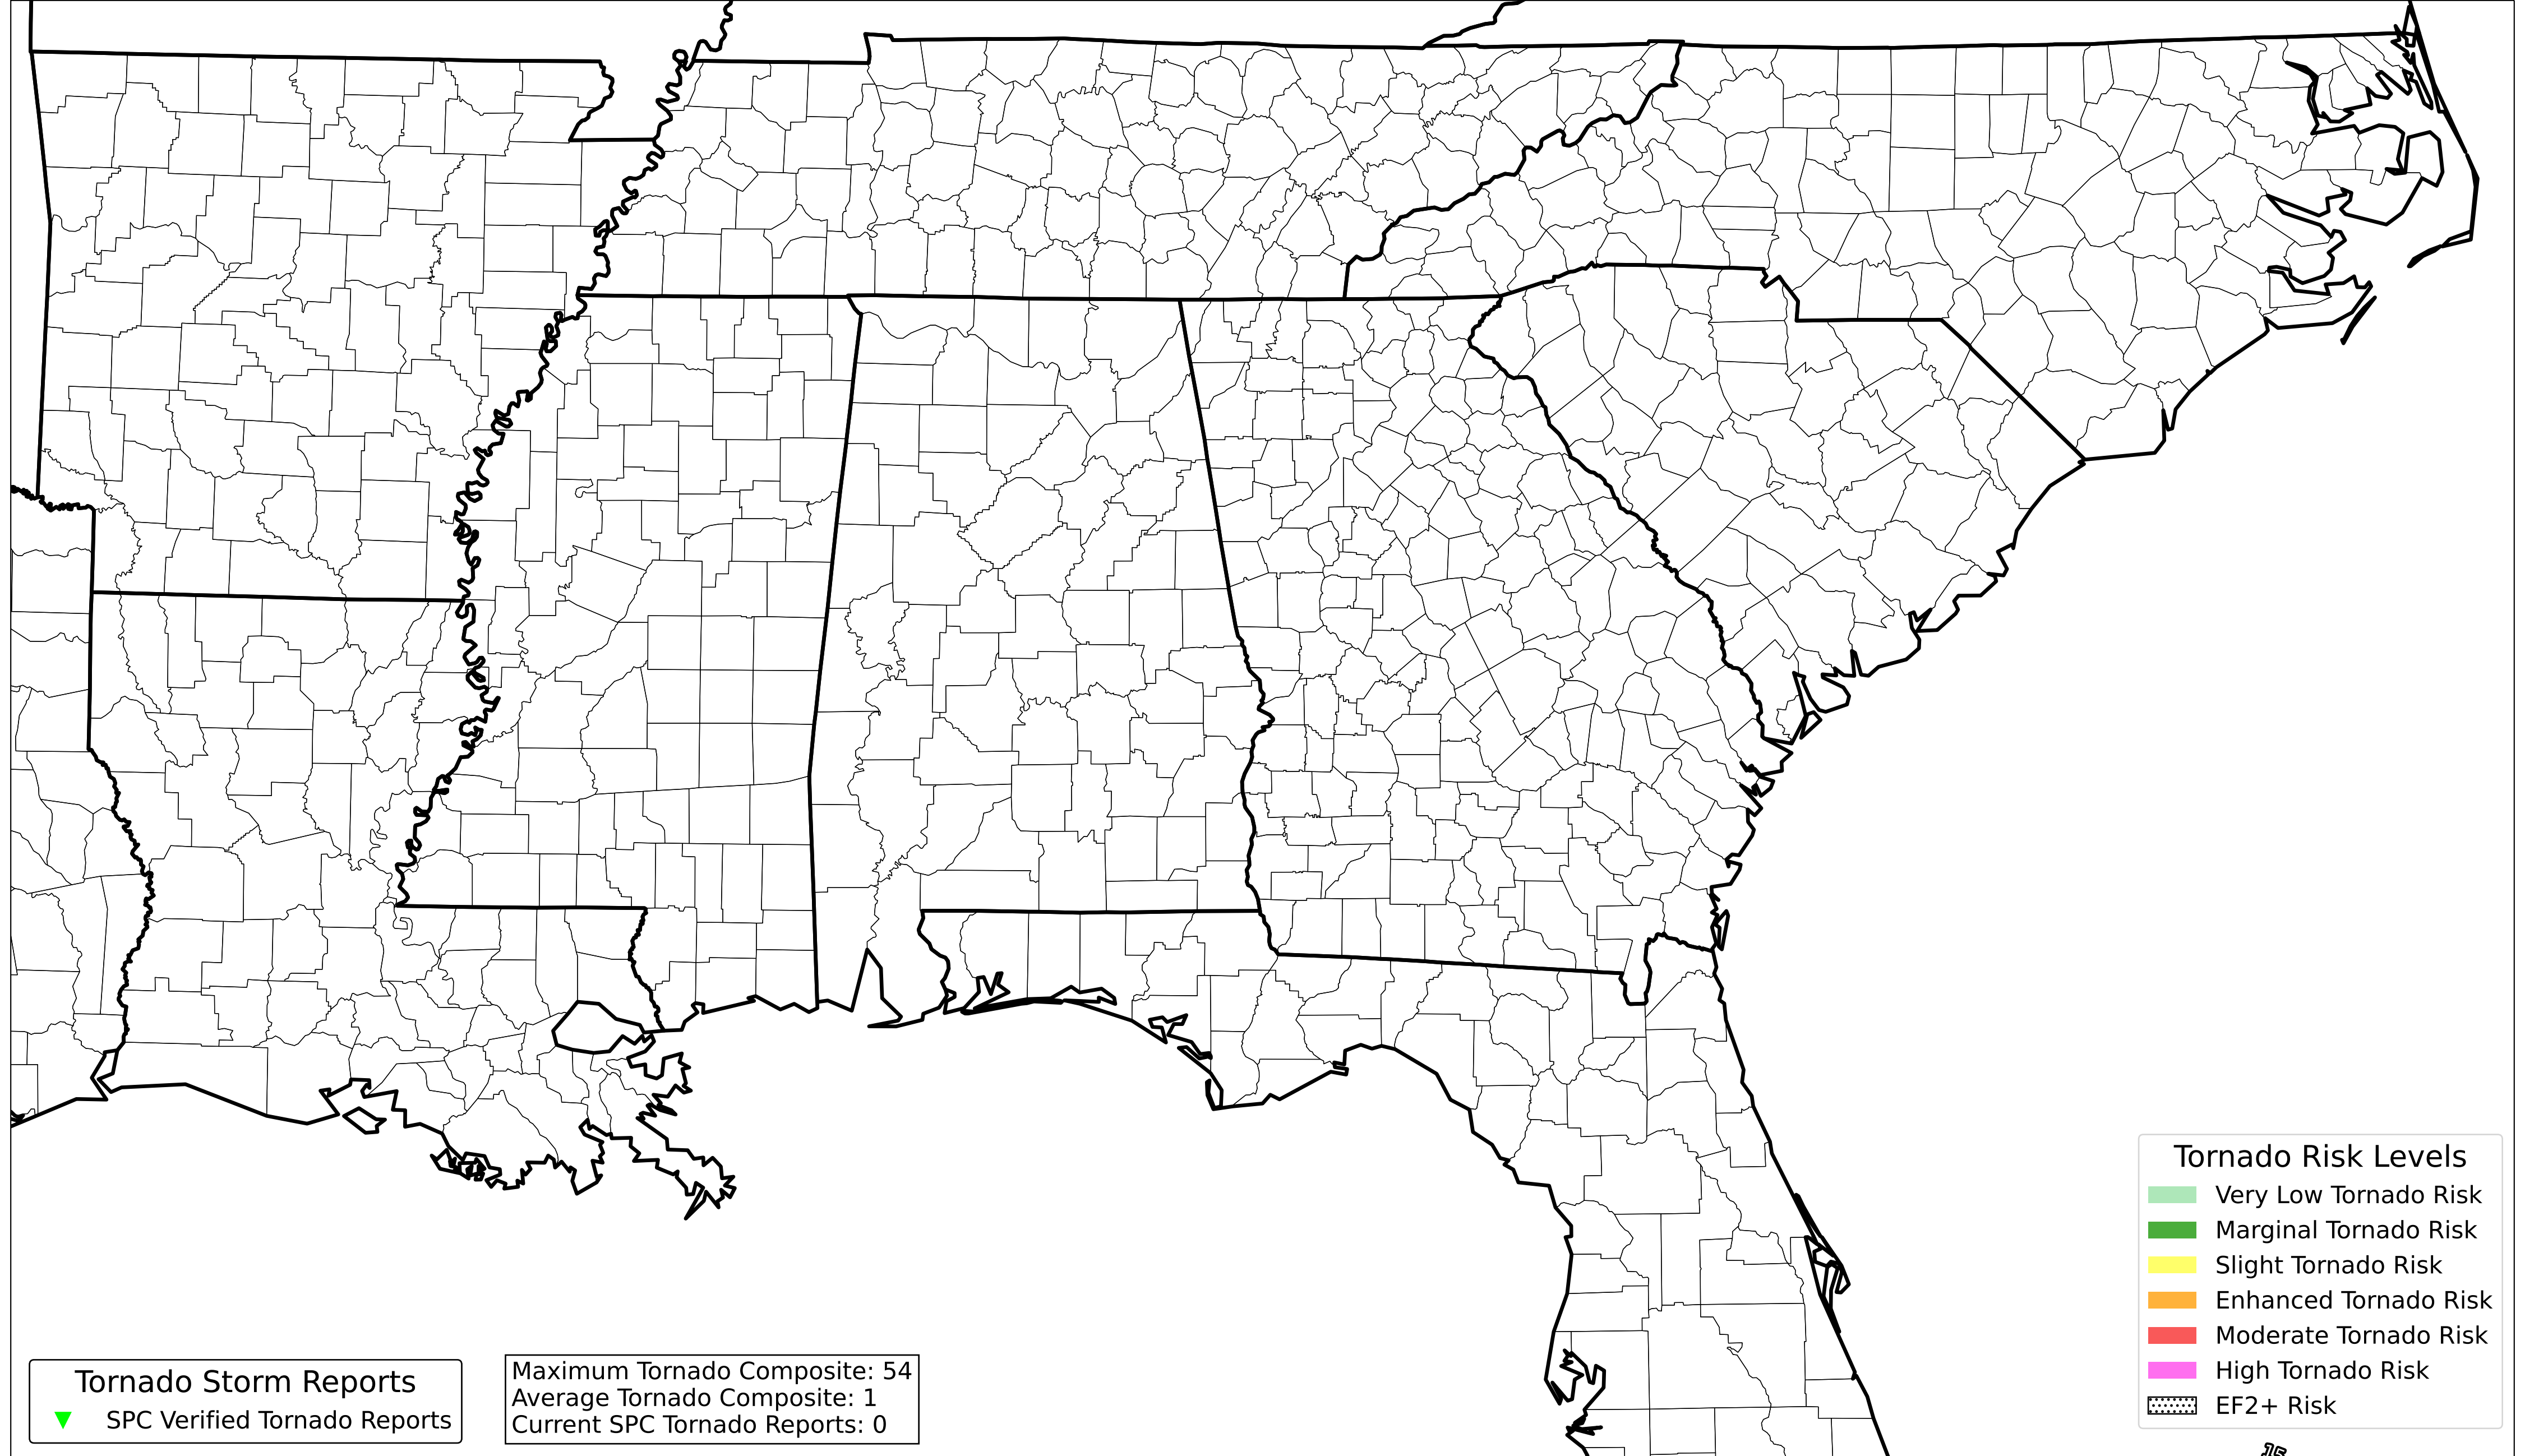 Tornado Risk Levels
Very Low Tornado Risk
Marginal Tornado Risk
Slight Tornado Risk
Enhanced Tornado Risk
Moderate Tornado Risk
High Tornado Risk
EF2+ Risk
Tornado Storm Reports
SPC Verified Tornado Reports
Maximum Tornado Composite: 54
Average Tornado Composite: 1
Current SPC Tornado Reports: 0